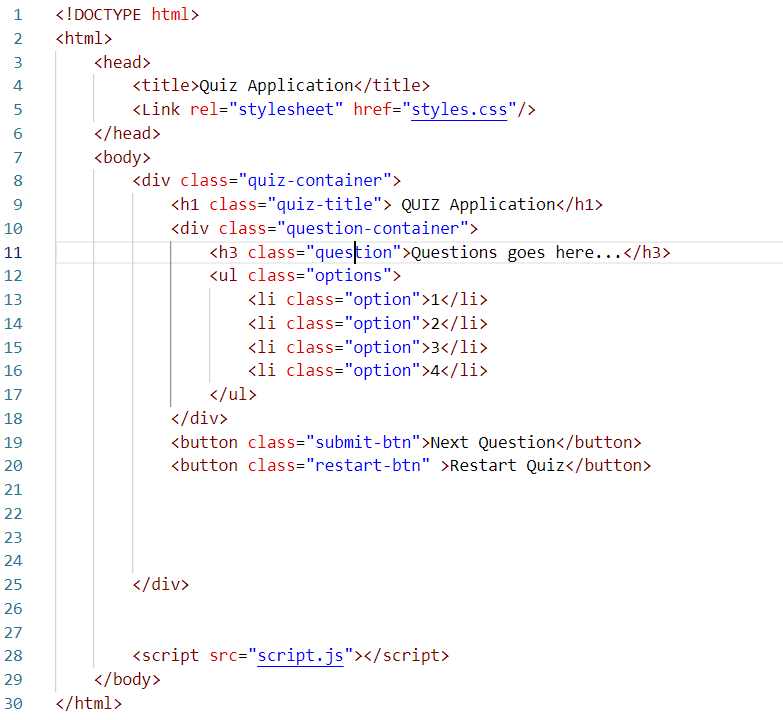 1 <!DOCTYPE html>
2 <html>
3     <head>
4         <title>Quiz Application</title>
5         <Link rel="stylesheet" href="styles.css"/>
6     </head>
7     <body>
8         <div class="quiz-container">
9             <h1 class="quiz-title"> QUIZ Application</h1>
10             <div class="question-container">
11                 <h3 class="question">Questions goes here...</h3>
12                 <ul class="options">
13                     <li class="option">1</li>
14                     <li class="option">2</li>
15                     <li class="option">3</li>
16                     <li class="option">4</li>
17                 </ul>
18             </div>
19             <button class="submit-btn">Next Question</button>
20             <button class="restart-btn" >Restart Quiz</button>
21
22
23
24
25         </div>
26
27
28         <script src="script.js"></script>
29     </body>
30 </html>